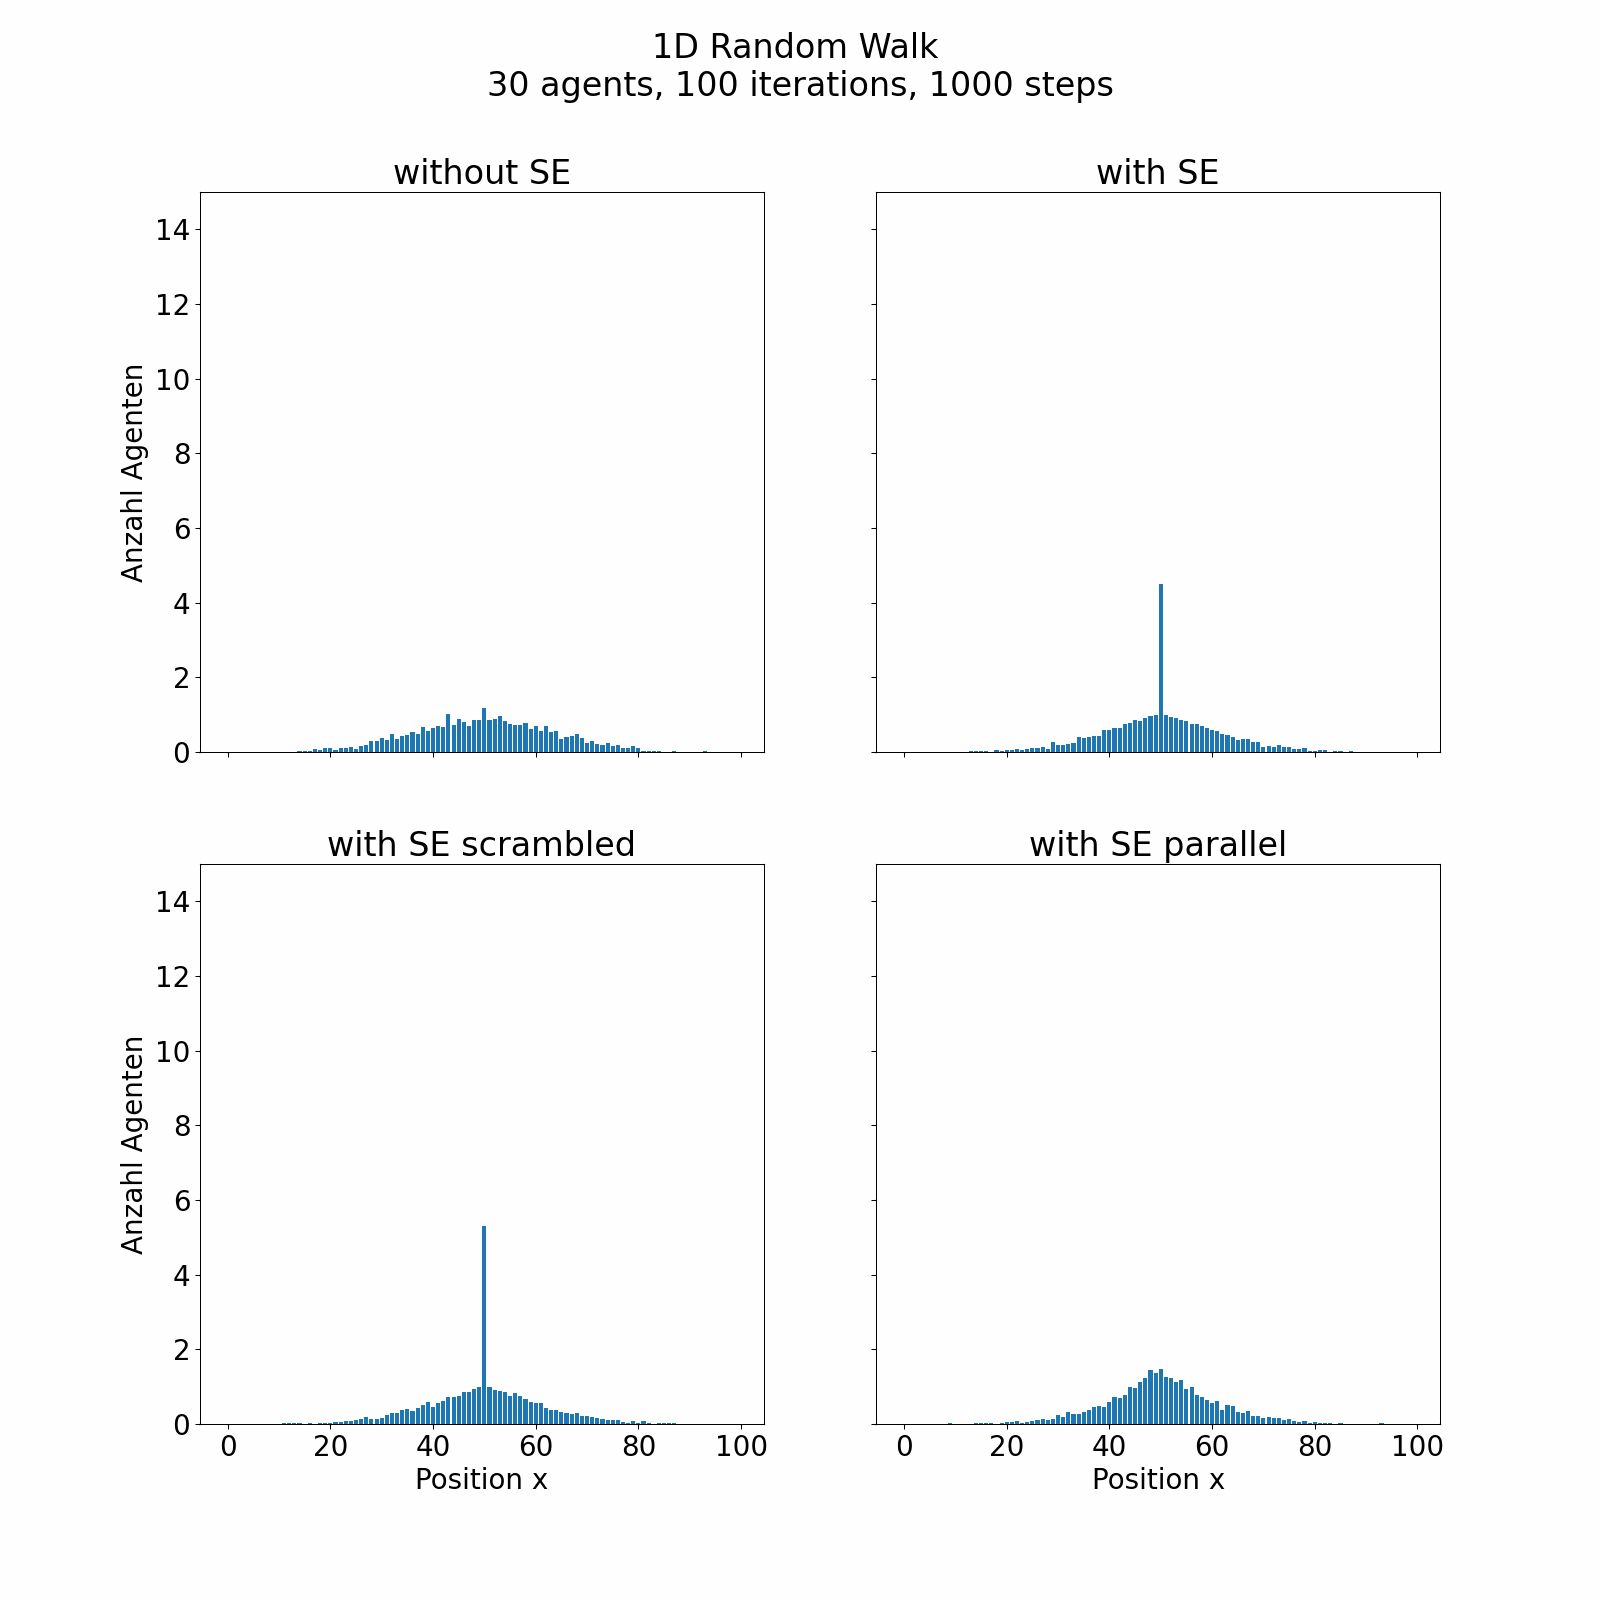 1D Random Walk
30 agents, 100 iterations, 1000 steps
without SE
14
12
10
8
6
4
2
0
Anzahl Agenten
with SE
with SE scrambled
14
12
10
8
6
4
2
0
Anzahl Agenten
0 20 40 60 80 100
Position x
with SE parallel
0 20 40 60 80 100
Position x